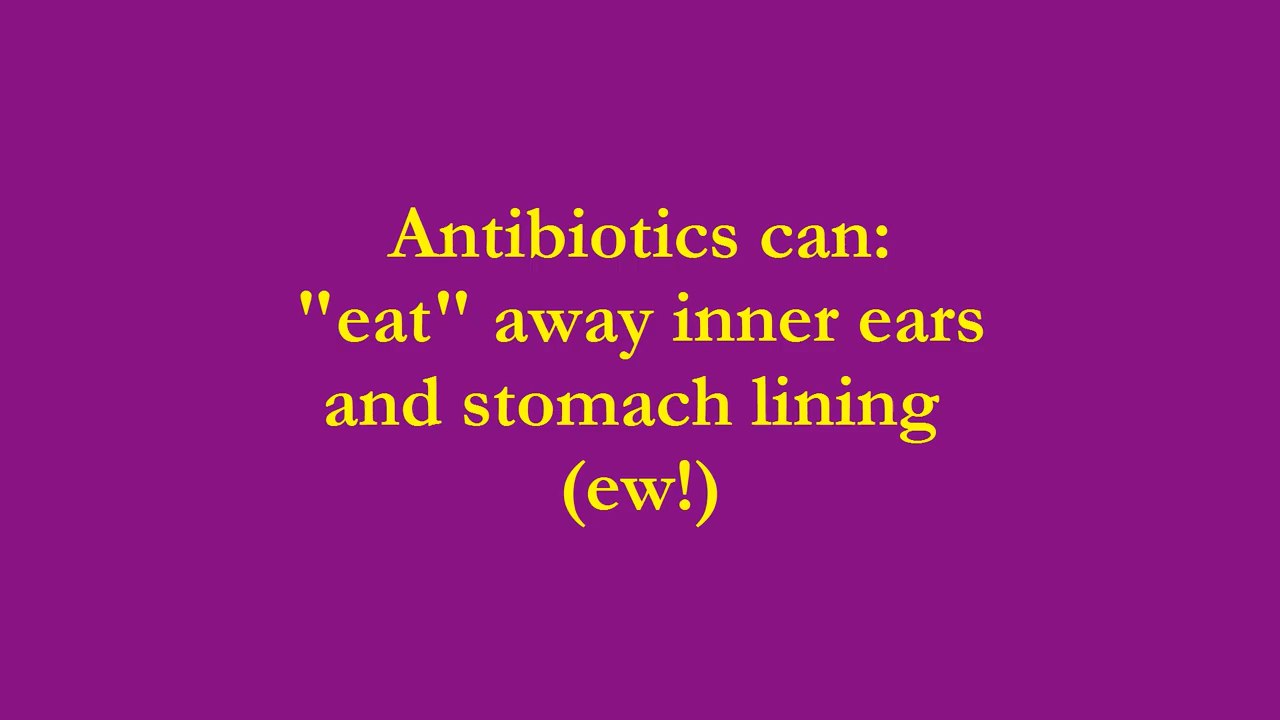 Antibiotics can:
"eat" away inner ears
and stomach lining
(ew!)